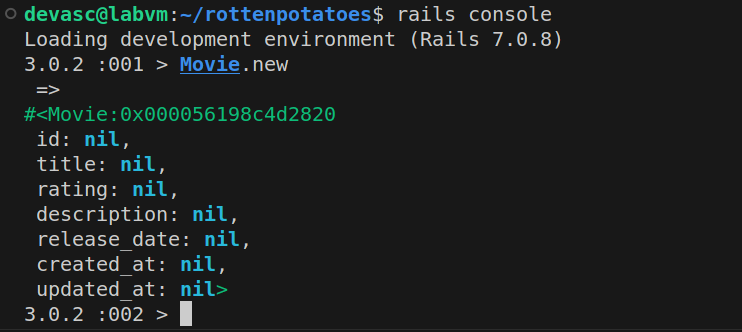 devasc@labvm:~/rottenpotatoes$ rails console
Loading development environment (Rails 7.0.8)
3.0.2 :001 > Movie.new
 =>
#<Movie:0x000056198c4d2820
 id: nil,
 title: nil,
 rating: nil,
 description: nil,
 release_date: nil,
 created_at: nil,
 updated_at: nil>
3.0.2 :002 >